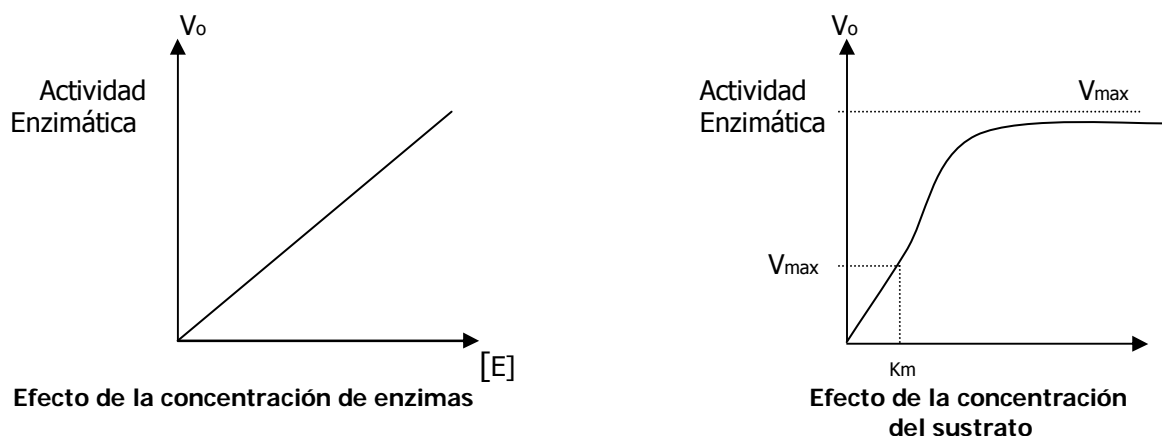 Vo
Actividad
Enzimática
[E]
Efecto de la concentración de enzimas
Vo
Actividad
Enzimática
Vmax
Vmax
Km
Efecto de la concentración
del sustrato